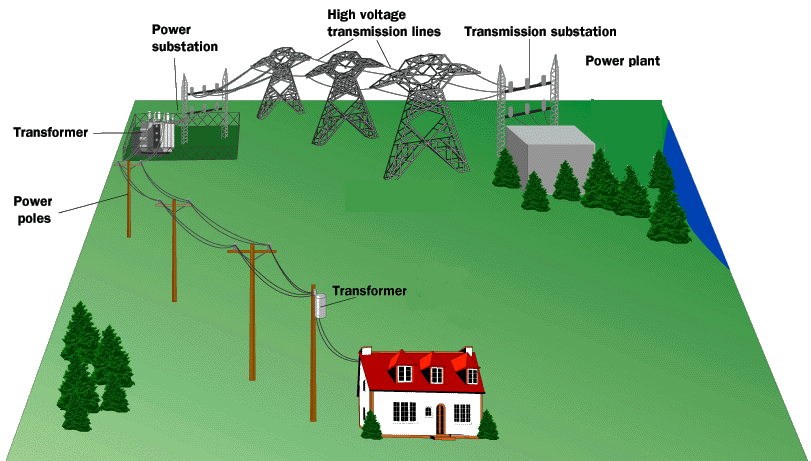 High voltage
transmission lines
Power
substation
Transmission substation
Power plant
Transformer
Power
poles
Transformer